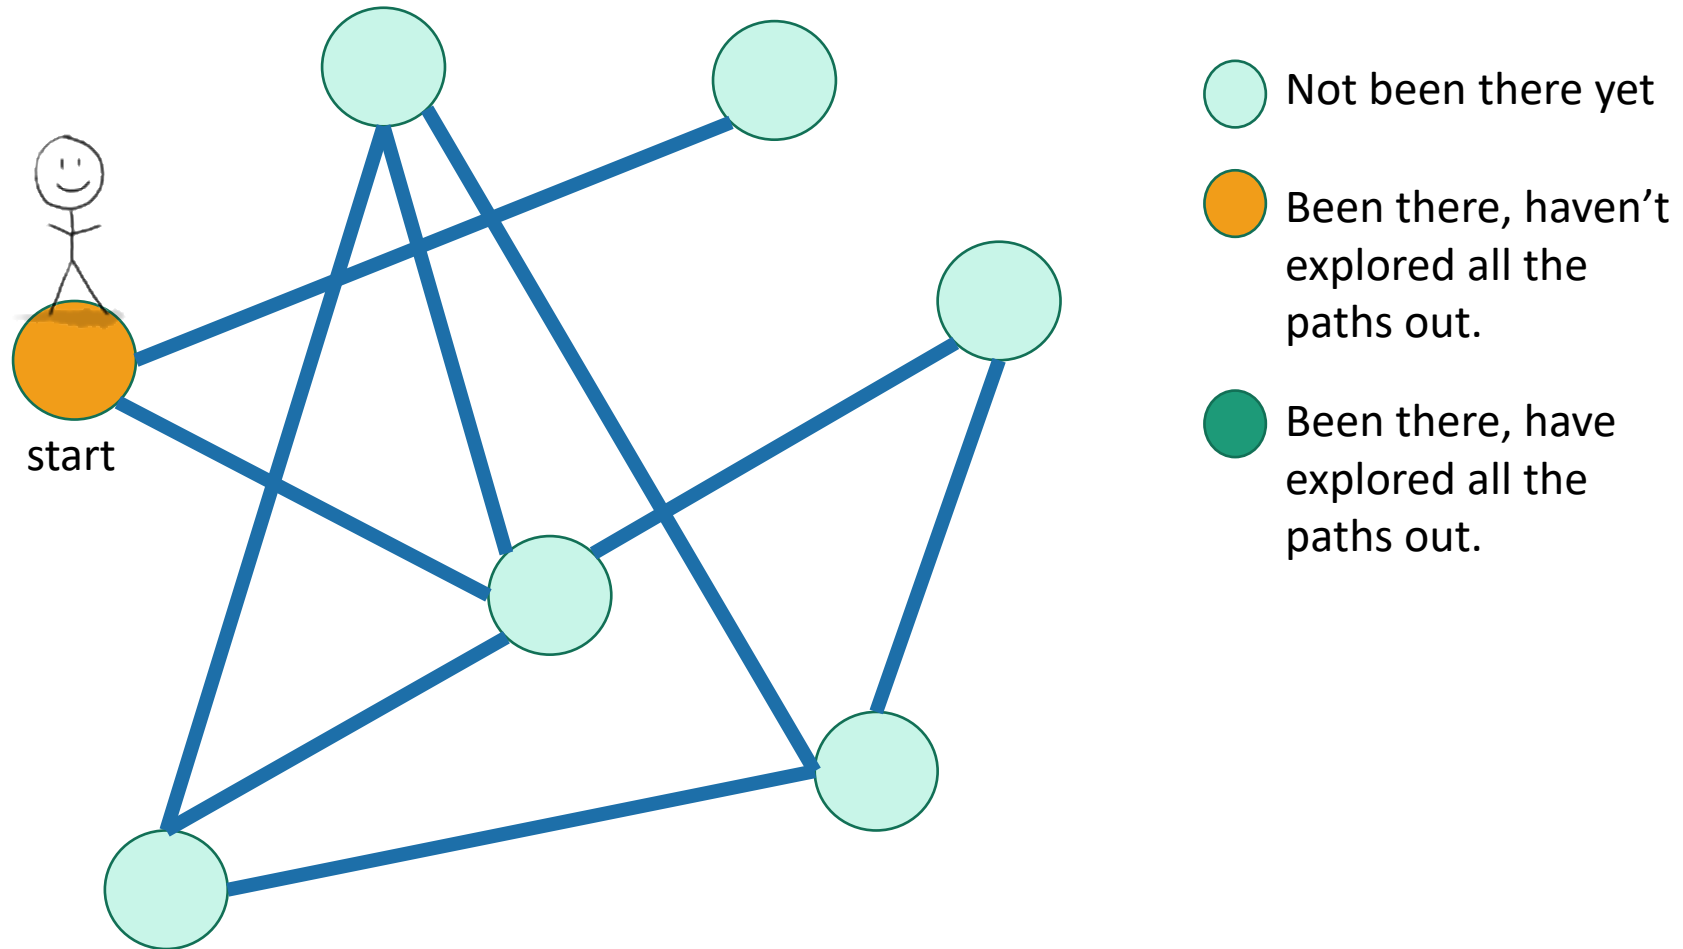 Not been there yet
Been there, haven’t
explored all the
paths out.
start
Been there, have
explored all the
paths out.